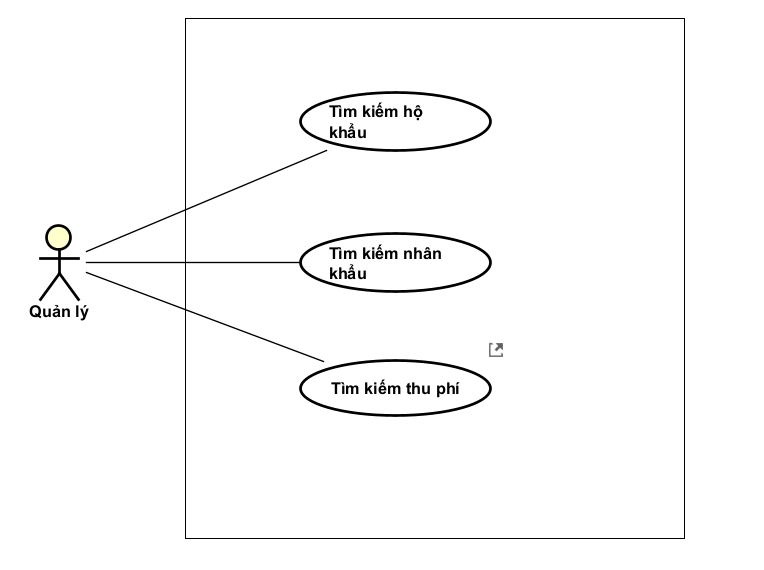 Tìm kiếm hộ
khẩu
Tìm kiếm nhân
khẩu
Quản lý
Tìm kiếm thu phí